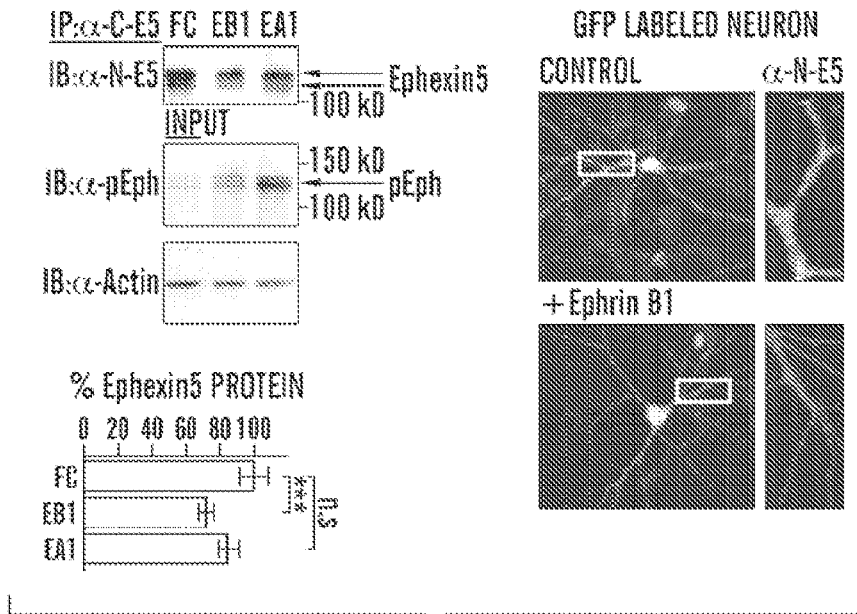 IP:α-C-E5 FC EB1 EA1
IB:α-N-E5
Ephexin5
100 kD
INPUT
150 kD
IB:α-pEph
pEph
100 kD
IB:α-Actin
% Ephexin5 PROTEIN
0 20 40 60 80 100
FC
EB1
EA1
***
n.s
GFP LABELED NEURON
CONTROL α-N-E5
+Ephrin B1